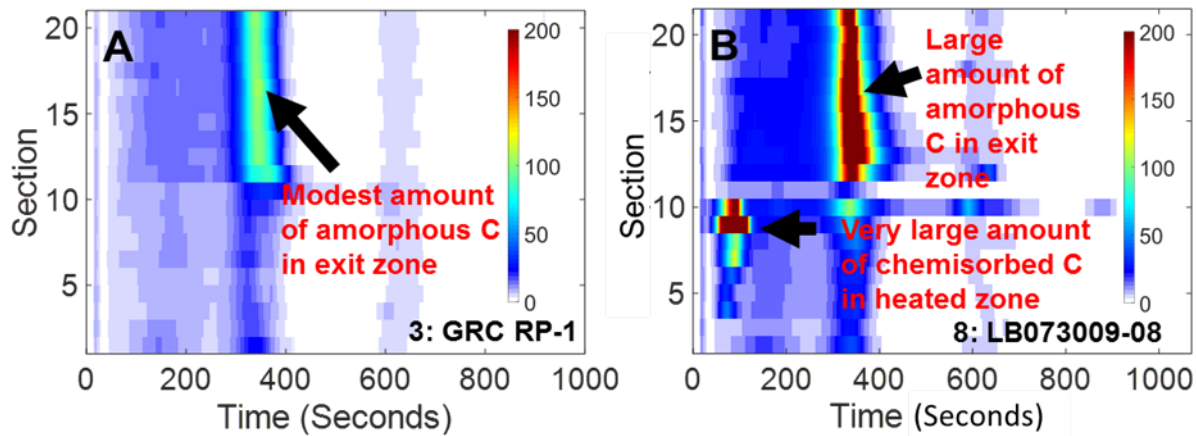 A
20
15
10
5
Section
200
150
100
50
0
Modest amount
of amorphous C
in exit zone
3: GRC RP-1
0 200 400 600 800 1000
Time (Seconds)
B
20
15
10
5
Section
200
150
100
50
0
Large
amount of
amorphous
C in exit
zone
Very large amount
of chemisorbed C
in heated zone
8: LB073009-08
0 200 400 600 800 1000
Time (Seconds)